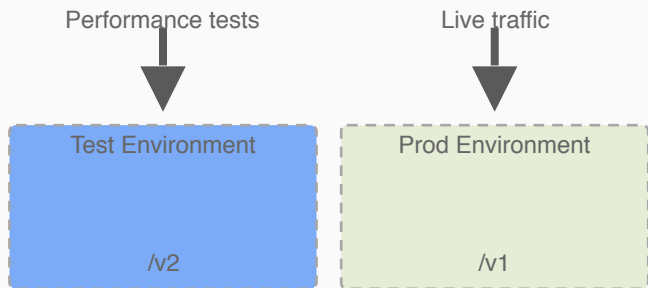 Performance tests
Live traffic
Test Environment
Prod Environment
/v2
/v1